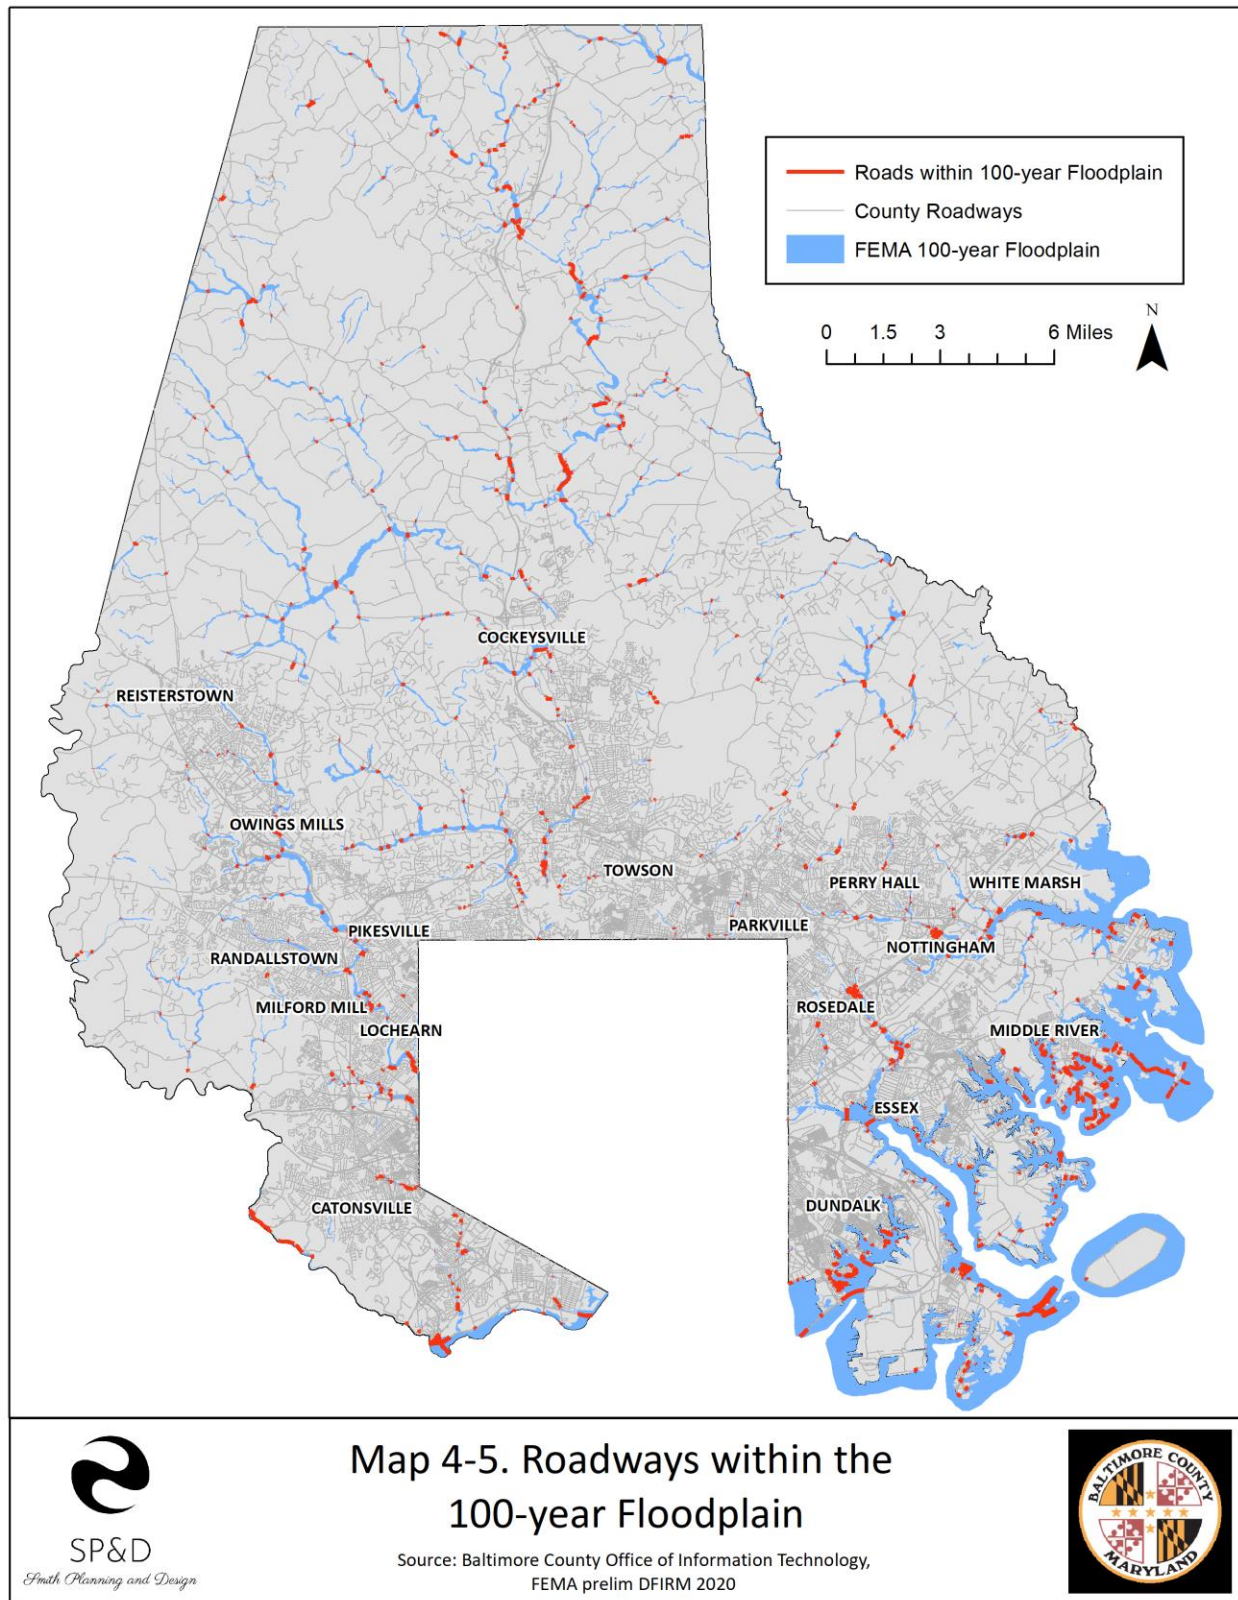 Roads within 100-year Floodplain
County Roadways
FEMA 100-year Floodplain
N
0 1.5 3 6 Miles
COCKEYSVILLE
REISTERSTOWN
OWINGS MILLS
TOWSON
PERRY HALL
WHITE MARSH
PARKVILLE
PIKESVILLE
NOTTINGHAM
RANDALLSTOWN
MILFORD MILL
ROSEDALE
LOCHEARN
MIDDLE RIVER
ESSEX
CATONSVILLE
DUNDALK
SP&D
Smith Planning and Design
Map 4-5. Roadways within the
100-year Floodplain
Source: Baltimore County Office of Information Technology,
FEMA prelim DFIRM 2020
BALTIMORE COUNTY
MARYLAND